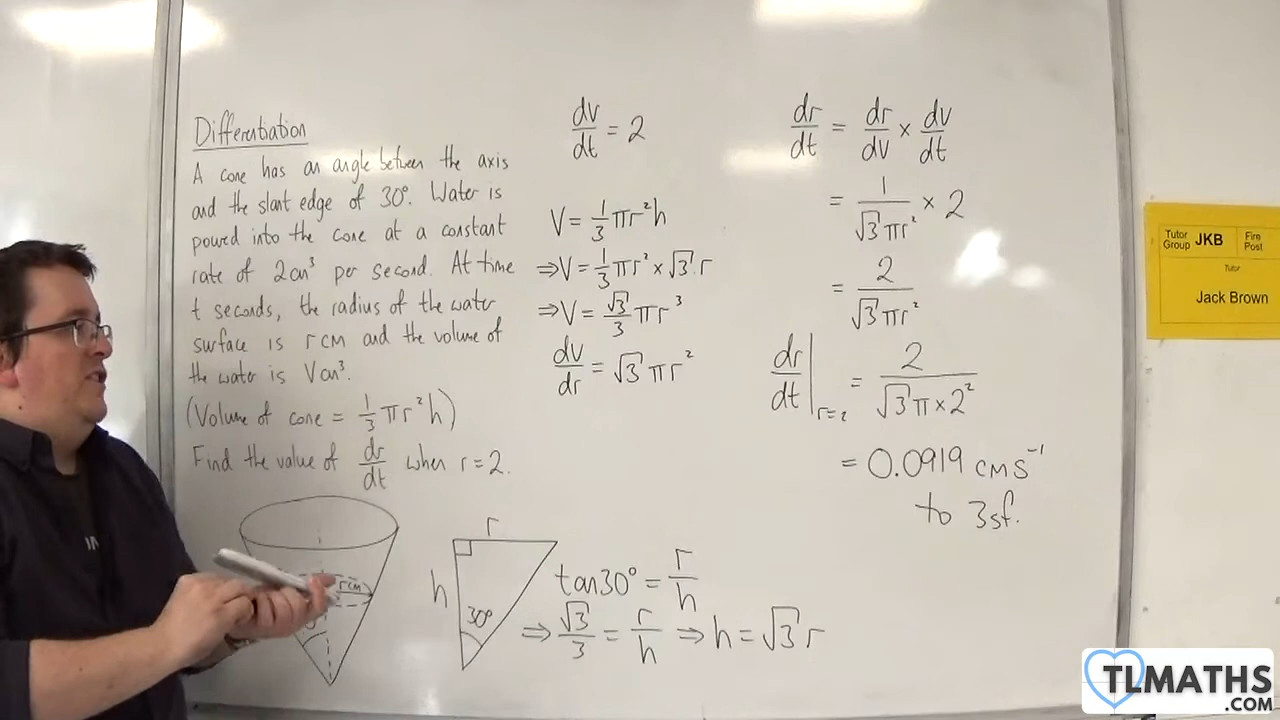 Differentiation
A cone has an angle between the axis
and the slant edge of 30°. Water is
poured into the cone at a constant
rate of 2cm³ per second. At time
t seconds, the radius of the water
surface is r cm and the volume of
the water is Vcm³.
(Volume of cone = 1/3 πr²h)
Find the value of dr/dt when r=2.
r cm
dv/dt = 2
V = 1/3 πr²h
⇒ V = 1/3 πr² × √3 r
⇒ V = √3/3 πr³
dv/dr = √3 πr²
r
h
30°
tan30° = r/h
⇒ √3/3 = r/h ⇒ h = √3 r
dr/dt = dr/dv × dv/dt
= 1/(√3 πr²) × 2
= 2/(√3 πr²)
dr/dt |r=2 = 2/(√3 π×2²)
= 0.0919 cms⁻¹
to 3sf.
Tutor Group JKB Fire Post
Tutor
Jack Brown
TLMATHS
.COM